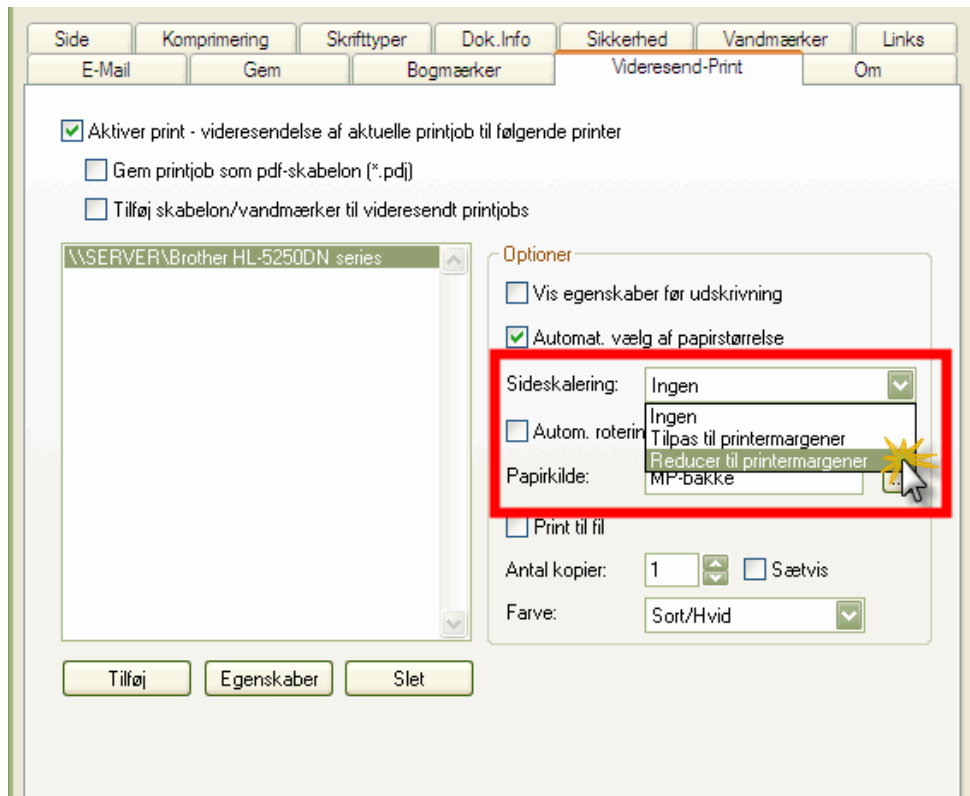 Side Komprimering Skrifttyper Dok.Info Sikkerhed Vandmærker Links
E-Mail Gem Bogmærker Videresend-Print Om
Aktiver print - videresendelse af aktuelle printjob til følgende printer
Gem printjob som pdf-skabelon (*.pdj)
Tilføj skabelon/vandmærker til videresendt printjobs
\\SERVER\Brother HL-5250DN series
Optioner
Vis egenskaber før udskrivning
Automat. vælg af papirstørrelse
Sideskalering: Ingen
Ingen
Autom. roterin
Tilpas til printermargener
Reducer til printermargener
Papirkilde: MP-bakke
Print til fil
Antal kopier: 1 Sætvis
Farve: Sort/Hvid
Tilføj Egenskaber Slet